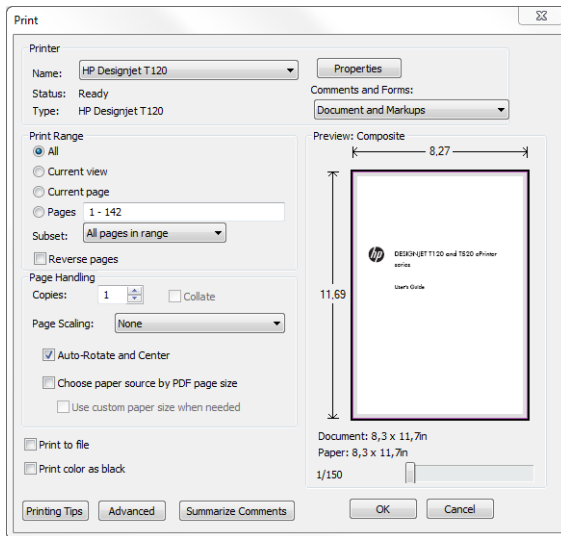 Print
Printer
Name: HP Designjet T120 Properties
Status: Ready Comments and Forms:
Type: HP Designjet T120 Document and Markups
Print Range Preview: Composite
All 8,27
Current view
Current page
Pages 1 - 142
Subset: All pages in range
Reverse pages
hp DESIGNJET T120 and T520 ePrinter
series
User's Guide
Page Handling
Copies: 1 Collate
11,69
Page Scaling: None
Auto-Rotate and Center
Choose paper source by PDF page size
Use custom paper size when needed
Document: 8,3 x 11,7in
Print to file
Paper: 8,3 x 11,7in
Print color as black
1/150
Printing Tips Advanced Summarize Comments OK Cancel